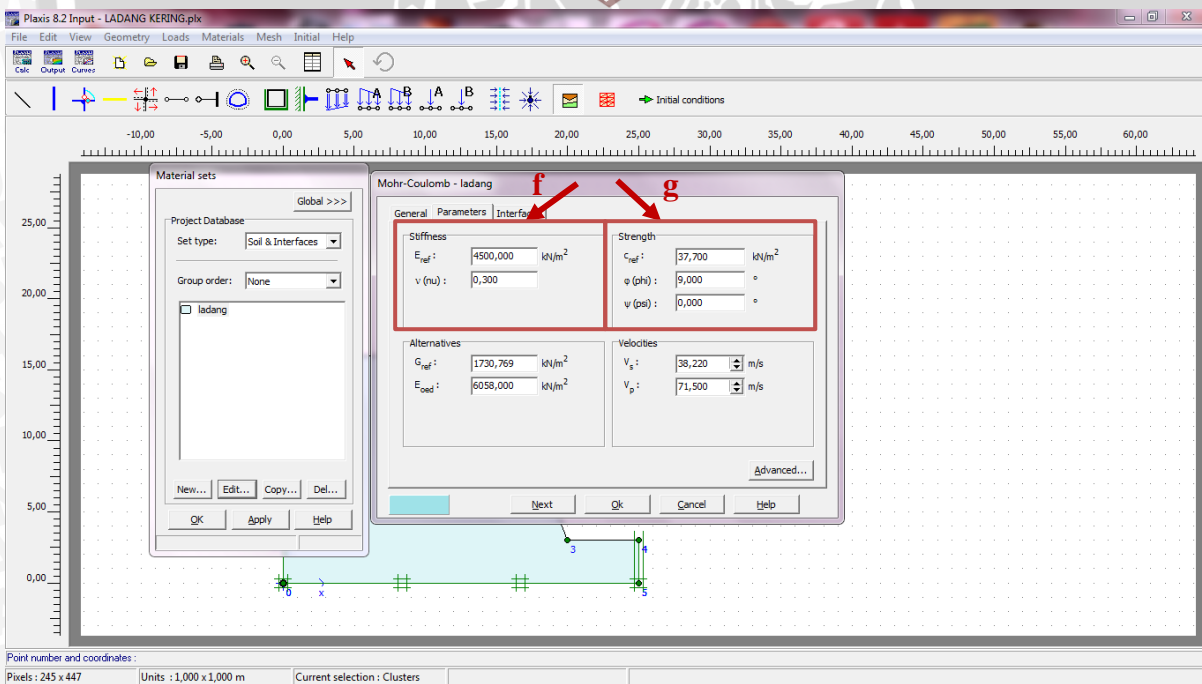 Plaxis 8.2 Input - LADANG KERING.plx
File Edit View Geometry Loads Materials Mesh Initial Help
Calc Output Curves
A B A B Initial conditions
-10,00 -5,00 0,00 5,00 10,00 15,00 20,00 25,00 30,00 35,00 40,00 45,00 50,00 55,00 60,00
Material sets
Global >>>
Project Database
Set type: Soil & Interfaces
Group order: None
ladang
New... Edit... Copy... Del...
OK Apply Help
Mohr-Coulomb - ladang
f g
General Parameters Interfac
Stiffness
Eref : 4500,000 kN/m²
ν (nu) : 0,300
Strength
cref : 37,700 kN/m²
φ (phi) : 9,000 °
ψ (psi) : 0,000 °
Alternatives
Gref : 1730,769 kN/m²
Eoed : 6058,000 kN/m²
Velocities
Vs : 38,220 m/s
Vp : 71,500 m/s
Advanced...
Next Ok Cancel Help
25,00
20,00
15,00
10,00
5,00
0,00
3 4
0 x 5
Point number and coordinates :
Pixels : 245 x 447 Units : 1,000 x 1,000 m Current selection : Clusters